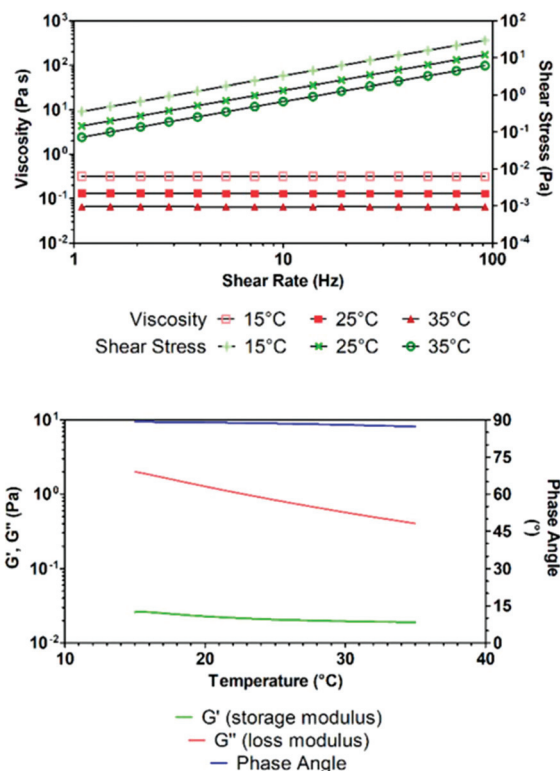 10³ 10²
10² 10¹
10¹ 10⁰
10⁰ 10⁻¹
10⁻¹ 10⁻²
10⁻² 10⁻³
10⁻⁴
Viscosity (Pa s)
Shear Stress
(Pa)
1 10 100
Shear Rate (Hz)
Viscosity 15°C 25°C 35°C
Shear Stress 15°C 25°C 35°C
10¹ 90
75
10⁰ 60
45
10⁻¹ 30
15
10⁻² 0
G', G" (Pa)
Phase Angle
(°)
10 20 30 40
Temperature (°C)
G' (storage modulus)
G" (loss modulus)
Phase Angle